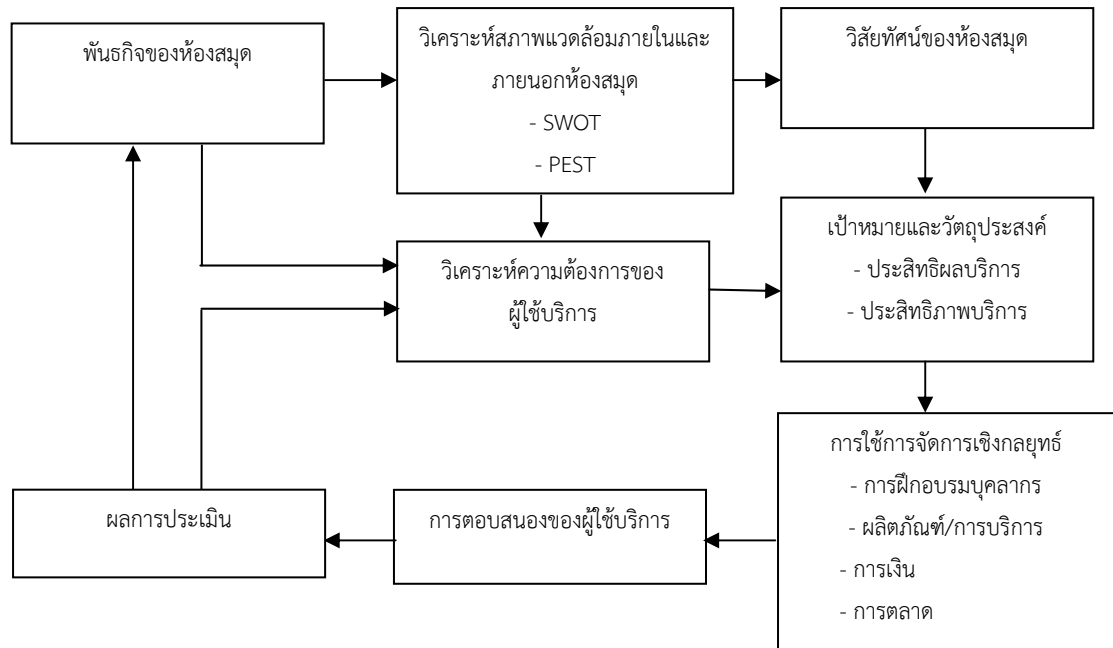 พันธกิจของห้องสมุด
วิเคราะห์สภาพแวดล้อมภายในและ
ภายนอกห้องสมุด
- SWOT
- PEST
วิสัยทัศน์ของห้องสมุด
วิเคราะห์ความต้องการของ
ผู้ใช้บริการ
เป้าหมายและวัตถุประสงค์
- ประสิทธิผลบริการ
- ประสิทธิภาพบริการ
การใช้การจัดการเชิงกลยุทธ์
- การฝึกอบรมบุคลากร
- ผลิตภัณฑ์/การบริการ
- การเงิน
- การตลาด
การตอบสนองของผู้ใช้บริการ
ผลการประเมิน